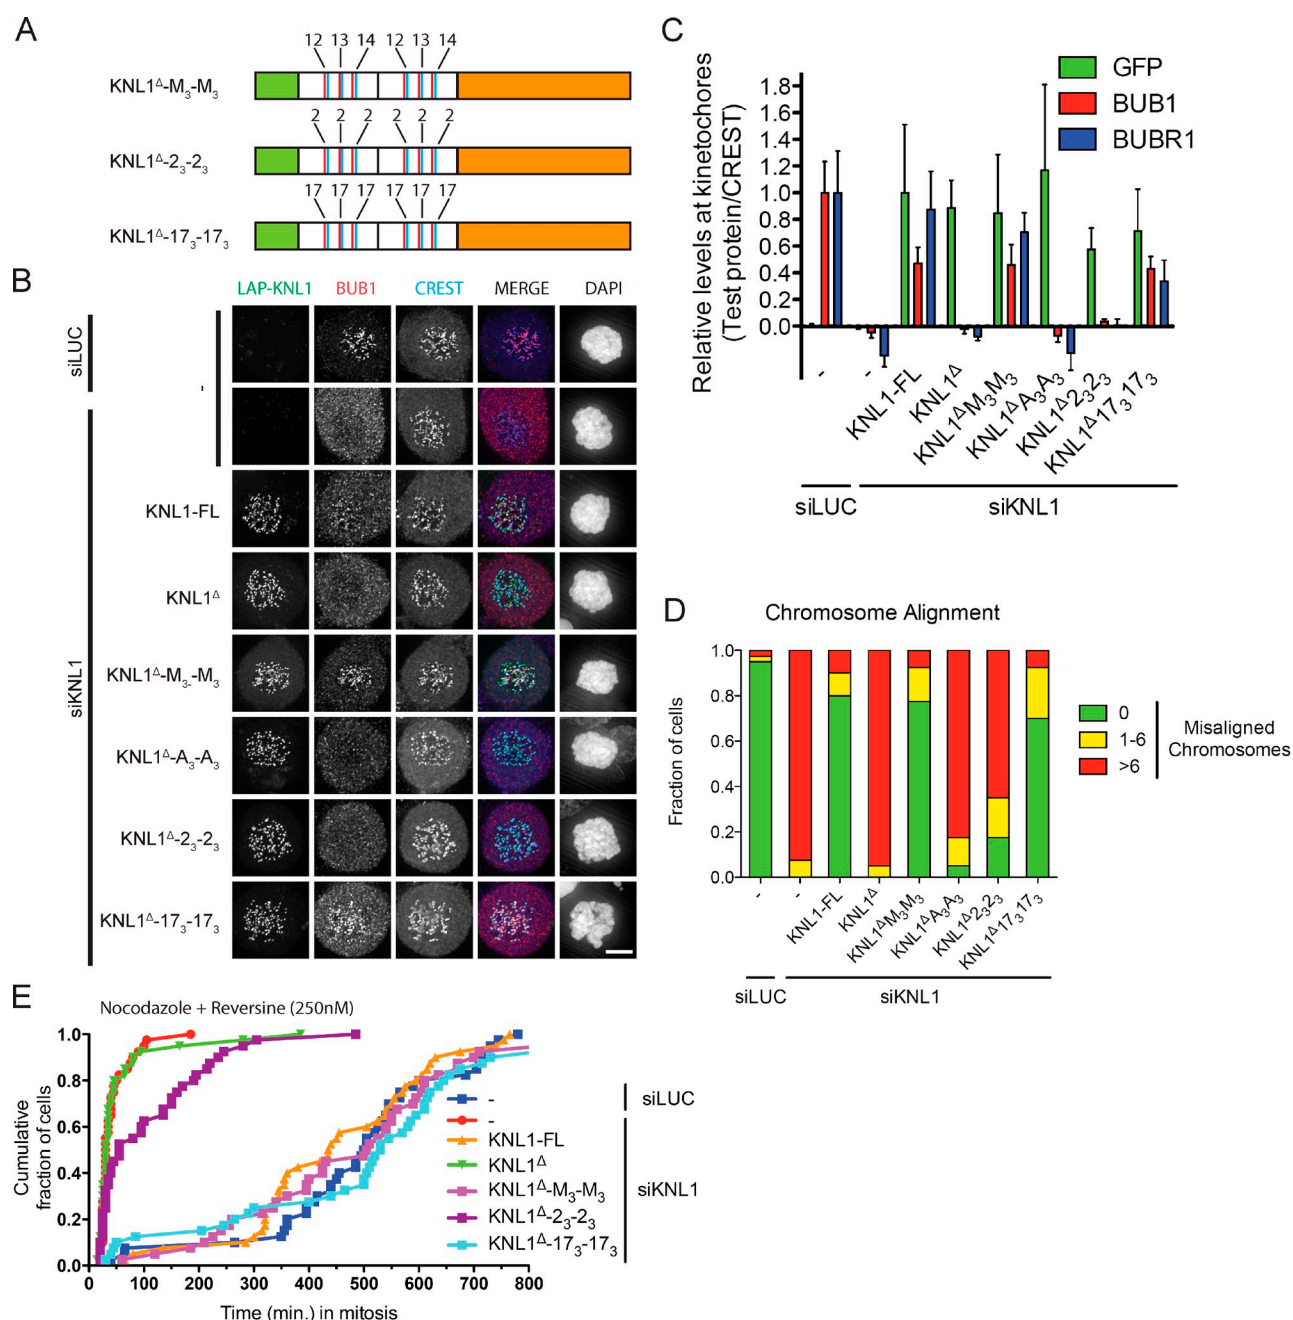 A
12 13 14 12 13 14
KNL1Δ-M3-M3
2 2 2 2 2 2
KNL1Δ-23-23
17 17 17 17 17 17
KNL1Δ-173-173
B
LAP-KNL1 BUB1 CREST MERGE DAPI
siLUC
-
siKNL1
KNL1-FL
KNL1Δ
KNL1Δ-M3-M3
KNL1Δ-A3-A3
KNL1Δ-23-23
KNL1Δ-173-173
C
GFP
BUB1
BUBR1
Relative levels at kinetochores
(Test protein/CREST)
1.8
1.6
1.4
1.2
1.0
0.8
0.6
0.4
0.2
0.0
- - KNL1-FL KNL1Δ KNL1ΔM3M3 KNL1ΔA3A3 KNL1Δ2323 KNL1Δ173173
siLUC siKNL1
D
Chromosome Alignment
Fraction of cells
1.0
0.8
0.6
0.4
0.2
0.0
0
1-6
>6
Misaligned
Chromosomes
- - KNL1-FL KNL1Δ KNL1ΔM3M3 KNL1ΔA3A3 KNL1Δ2323 KNL1Δ173173
siLUC siKNL1
E
Nocodazole + Reversine (250nM)
Cumulative
fraction of cells
1.0
0.8
0.6
0.4
0.2
0.0
0 100 200 300 400 500 600 700 800
Time (min.) in mitosis
- siLUC
-
KNL1-FL
KNL1Δ
KNL1Δ-M3-M3
KNL1Δ-23-23
KNL1Δ-173-173
siKNL1